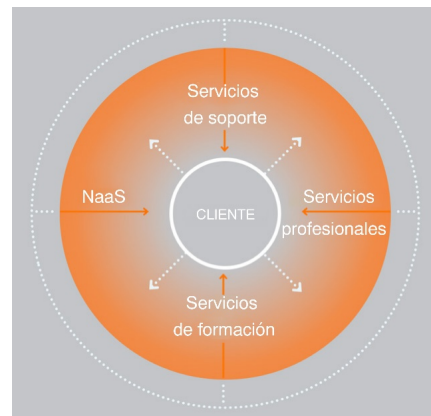 Servicios
de soporte
NaaS
CLIENTE
Servicios
profesionales
Servicios
de formación